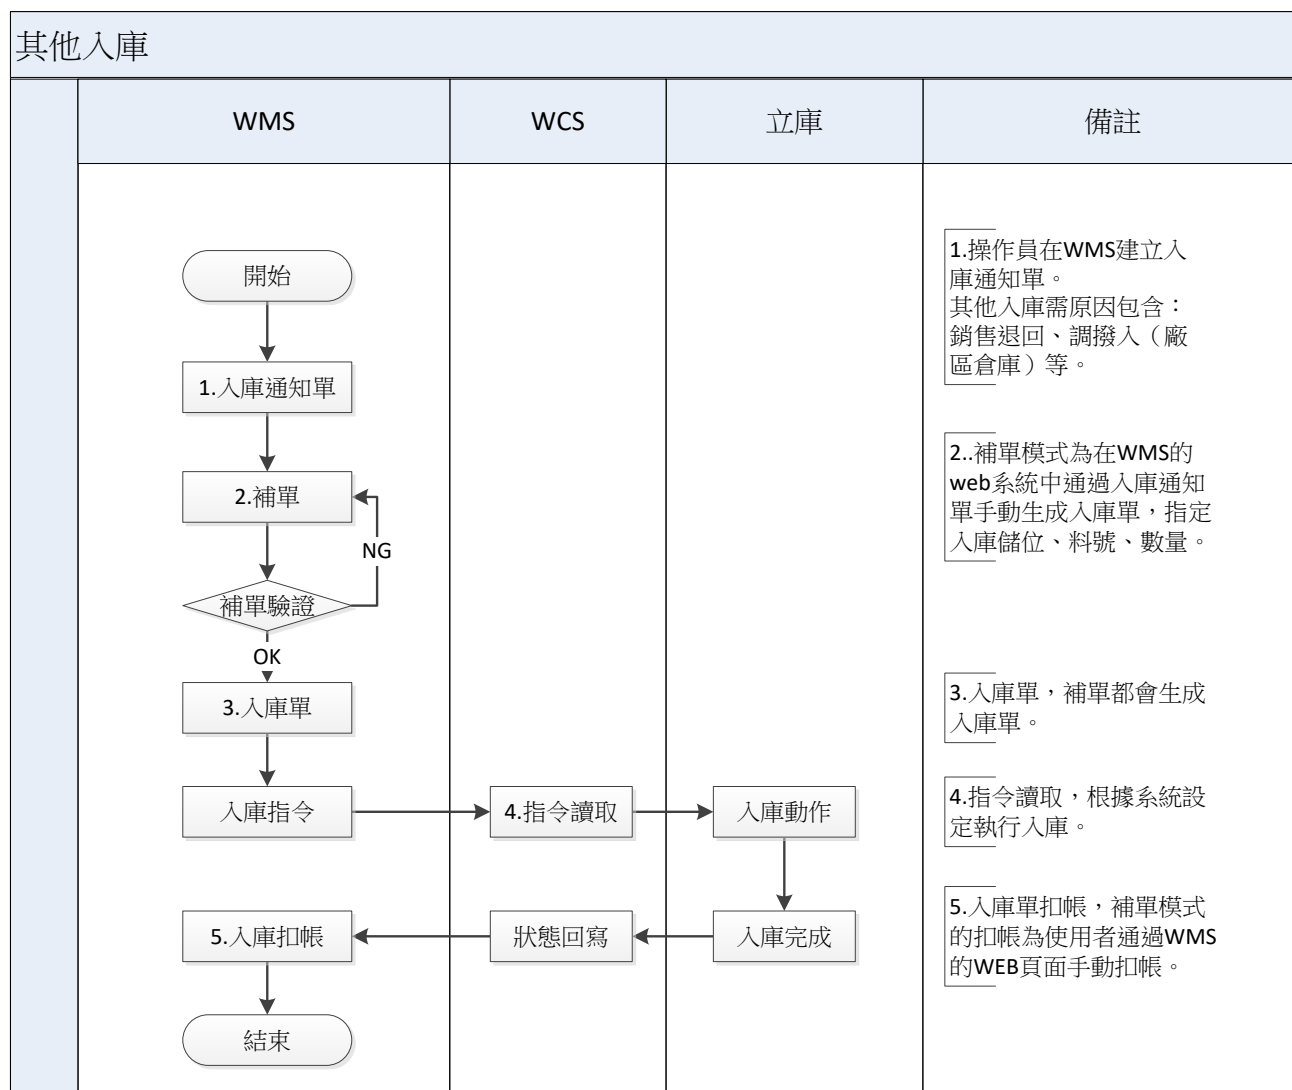 其他入庫
WMS
WCS
立庫
備註
開始
1.操作員在WMS建立入
庫通知單。
其他入庫需原因包含：
銷售退回、調撥入（廠
區倉庫）等。
1.入庫通知單
2.補單
2..補單模式為在WMS的
web系統中通過入庫通知
單手動生成入庫單，指定
入庫儲位、料號、數量。
NG
補單驗證
OK
3.入庫單
3.入庫單，補單都會生成
入庫單。
入庫指令
4.指令讀取
入庫動作
4.指令讀取，根據系統設
定執行入庫。
5.入庫扣帳
狀態回寫
入庫完成
5.入庫單扣帳，補單模式
的扣帳為使用者通過WMS
的WEB頁面手動扣帳。
結束